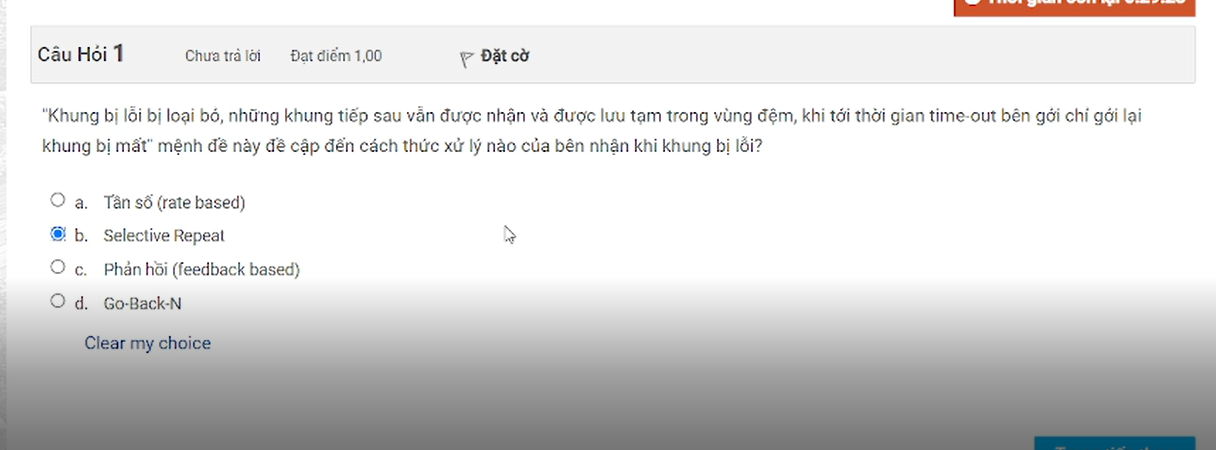 Câu Hỏi 1 Chưa trả lời Đạt điểm 1,00 Đặt cờ
"Khung bị lỗi bị loại bỏ, những khung tiếp sau vẫn được nhận và được lưu tạm trong vùng đệm, khi tới thời gian time-out bên gởi chỉ gởi lại
khung bị mất" mệnh đề này đề cập đến cách thức xử lý nào của bên nhận khi khung bị lỗi?
a. Tần số (rate based)
b. Selective Repeat
c. Phản hồi (feedback based)
d. Go-Back-N
Clear my choice